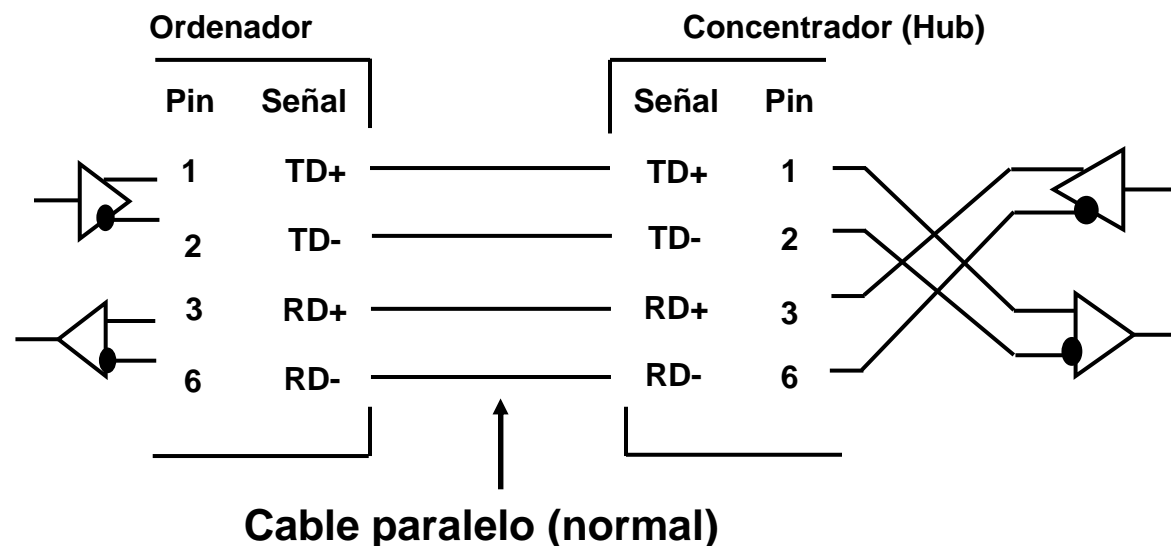 Ordenador Concentrador (Hub)
Pin Señal Señal Pin
1 TD+ TD+ 1
2 TD- TD- 2
3 RD+ RD+ 3
6 RD- RD- 6
Cable paralelo (normal)